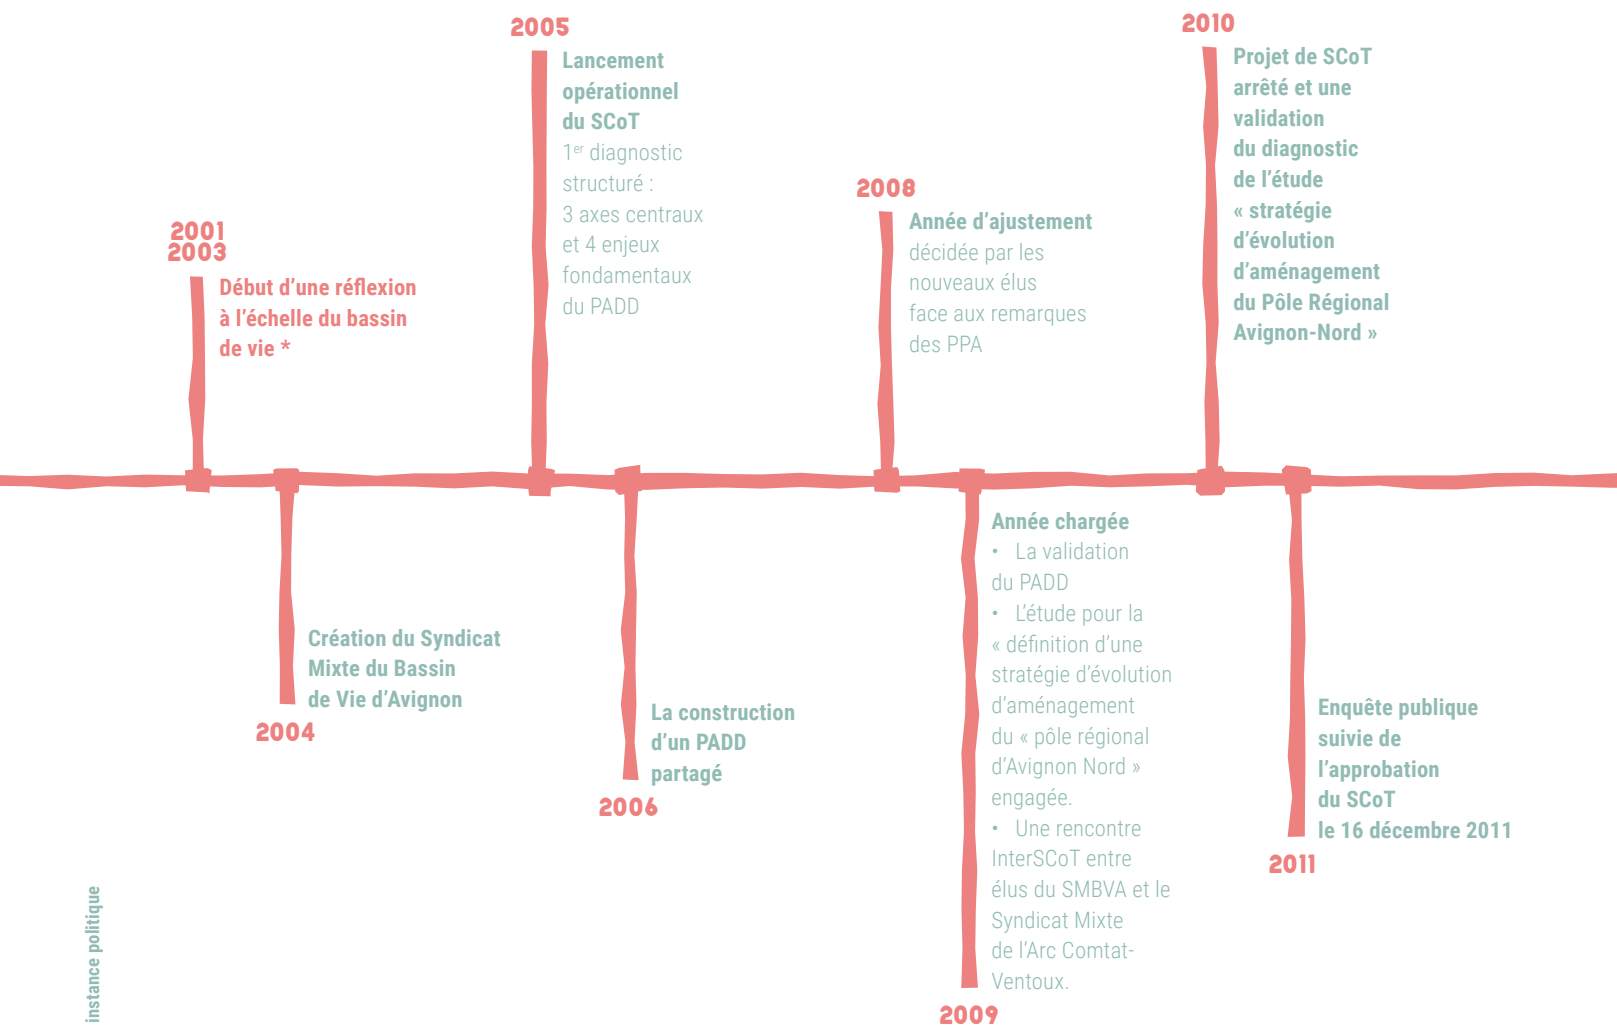 2001
2003
Début d’une réflexion
à l’échelle du bassin
de vie *
Création du Syndicat
Mixte du Bassin
de Vie d’Avignon
2004
2005
Lancement
opérationnel
du SCoT
1er diagnostic
structuré :
3 axes centraux
et 4 enjeux
fondamentaux
du PADD
La construction
d’un PADD
partagé
2006
2008
Année d’ajustement
décidée par les
nouveaux élus
face aux remarques
des PPA
Année chargée
• La validation
du PADD
• L’étude pour la
« définition d’une
stratégie d’évolution
d’aménagement
du « pôle régional
d’Avignon Nord »
engagée.
• Une rencontre
InterSCoT entre
élus du SMBVA et le
Syndicat Mixte
de l’Arc Comtat-
Ventoux.
2009
2010
Projet de SCoT
arrêté et une
validation
du diagnostic
de l’étude
« stratégie
d’évolution
d’aménagement
du Pôle Régional
Avignon-Nord »
Enquête publique
suivie de
l’approbation
du SCoT
le 16 décembre 2011
2011
instance politique